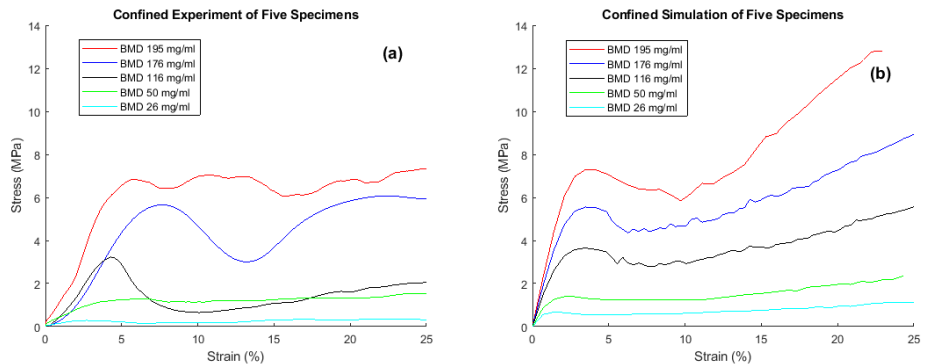 Confined Experiment of Five Specimens
14
12
10
8
6
4
2
0
Stress (MPa)
BMD 195 mg/ml
BMD 176 mg/ml
BMD 116 mg/ml
BMD 50 mg/ml
BMD 26 mg/ml
(a)
0 5 10 15 20 25
Strain (%)
Confined Simulation of Five Specimens
14
12
10
8
6
4
2
0
Stress (MPa)
BMD 195 mg/ml
BMD 176 mg/ml
BMD 116 mg/ml
BMD 50 mg/ml
BMD 26 mg/ml
(b)
0 5 10 15 20 25
Strain (%)